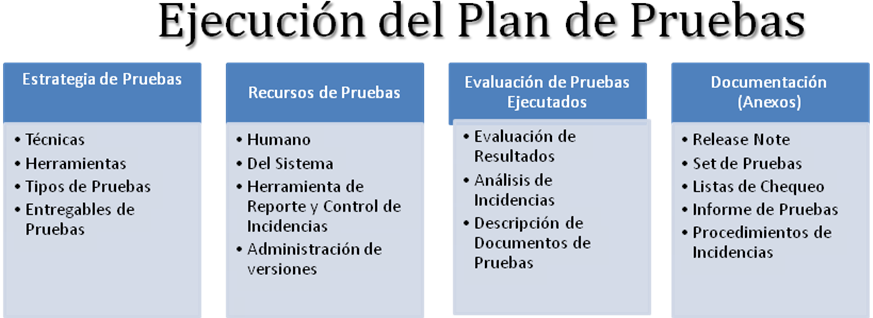 Ejecución del Plan de Pruebas
Estrategia de Pruebas
• Técnicas
• Herramientas
• Tipos de Pruebas
• Entregables de
Pruebas
Recursos de Pruebas
• Humano
• Del Sistema
• Herramienta de
Reporte y Control de
Incidencias
• Administración de
versiones
Evaluación de Pruebas
Ejecutados
• Evaluación de
Resultados
• Análisis de
Incidencias
• Descripción de
Documentos de
Pruebas
Documentación
(Anexos)
• Release Note
• Set de Pruebas
• Listas de Chequeo
• Informe de Pruebas
• Procedimientos de
Incidencias